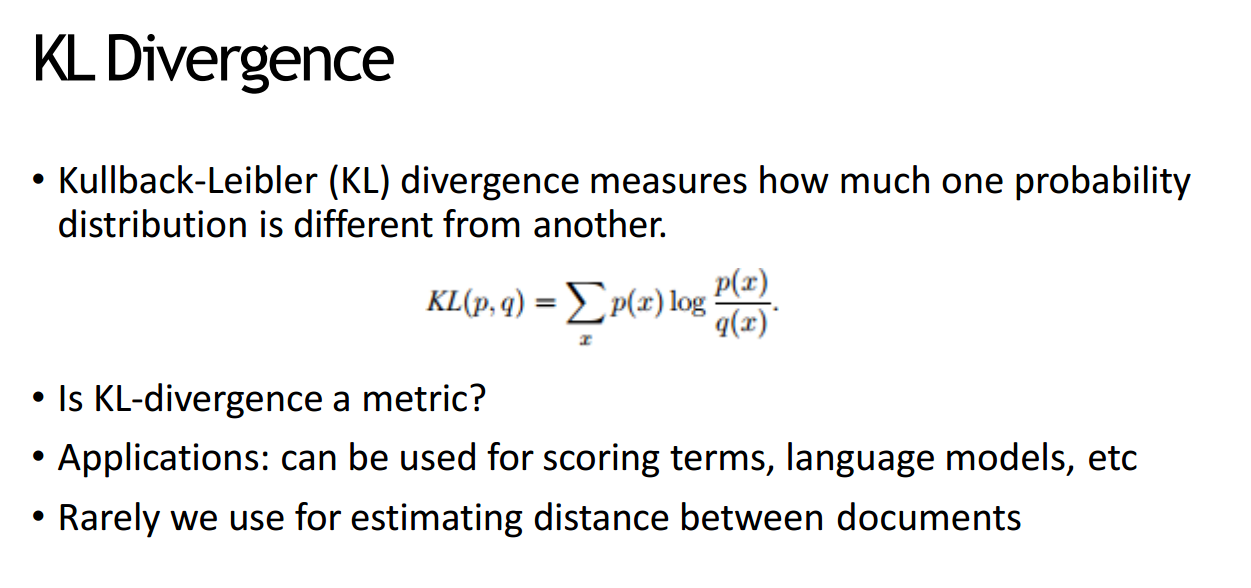 KL Divergence
• Kullback-Leibler (KL) divergence measures how much one probability
distribution is different from another.
KL(p, q) = ∑ₓ p(x) log p(x)/q(x).
• Is KL-divergence a metric?
• Applications: can be used for scoring terms, language models, etc
• Rarely we use for estimating distance between documents